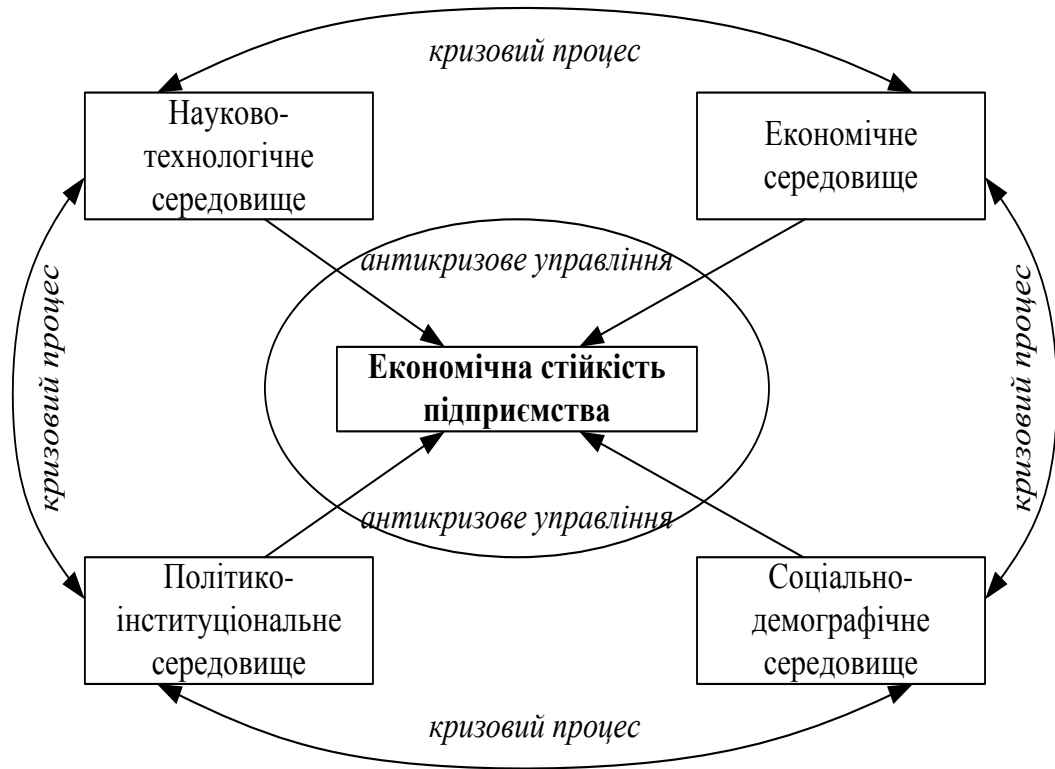 кризовий процес
Науково-
технологічне
середовище
Економічне
середовище
антикризове управління
кризовий процес
кризовий процес
Економічна стійкість
підприємства
антикризове управління
Політико-
інституціональне
середовище
Соціально-
демографічне
середовище
кризовий процес